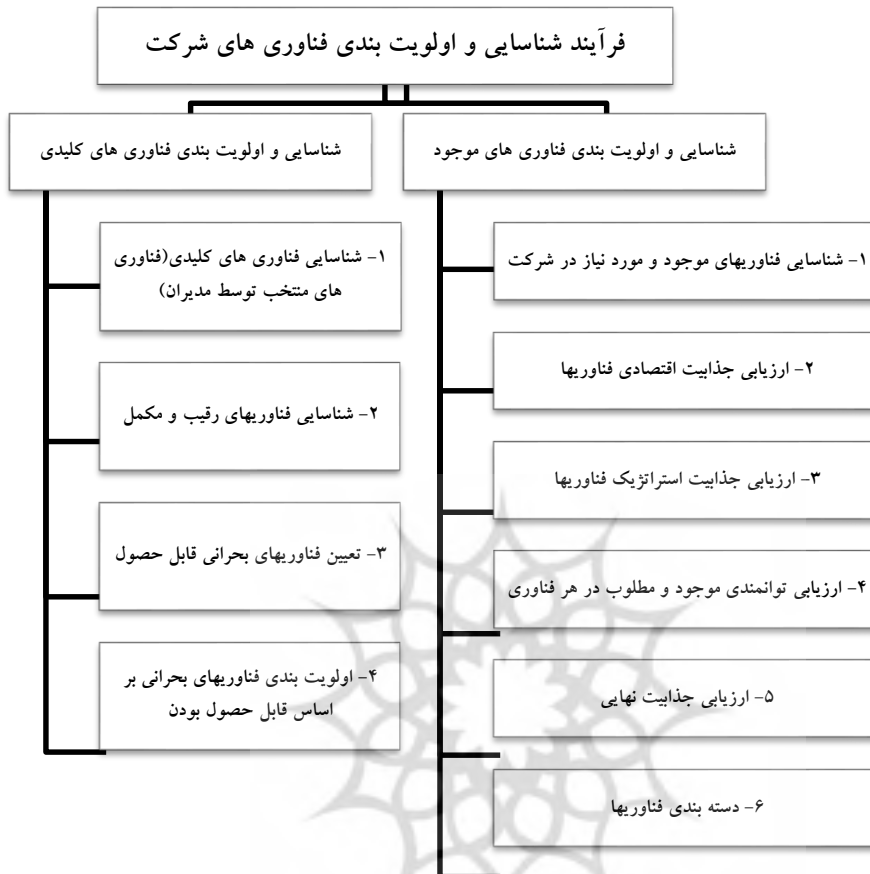 فرآیند شناسایی و اولویت بندی فناوری های شرکت
شناسایی و اولویت بندی فناوری های موجود
۱- شناسایی فناوریهای موجود و مورد نیاز در شرکت
۲- ارزیابی جذابیت اقتصادی فناوریها
۳- ارزیابی جذابیت استراتژیک فناوریها
۴- ارزیابی توانمندی موجود و مطلوب در هر فناوری
۵- ارزیابی جذابیت نهایی
۶- دسته بندی فناوریها
شناسایی و اولویت بندی فناوری های کلیدی
۱- شناسایی فناوری های کلیدی(فناوری
های منتخب توسط مدیران)
۲- شناسایی فناوریهای رقیب و مکمل
۳- تعیین فناوریهای بحرانی قابل حصول
۴- اولویت بندی فناوریهای بحرانی بر
اساس قابل حصول بودن